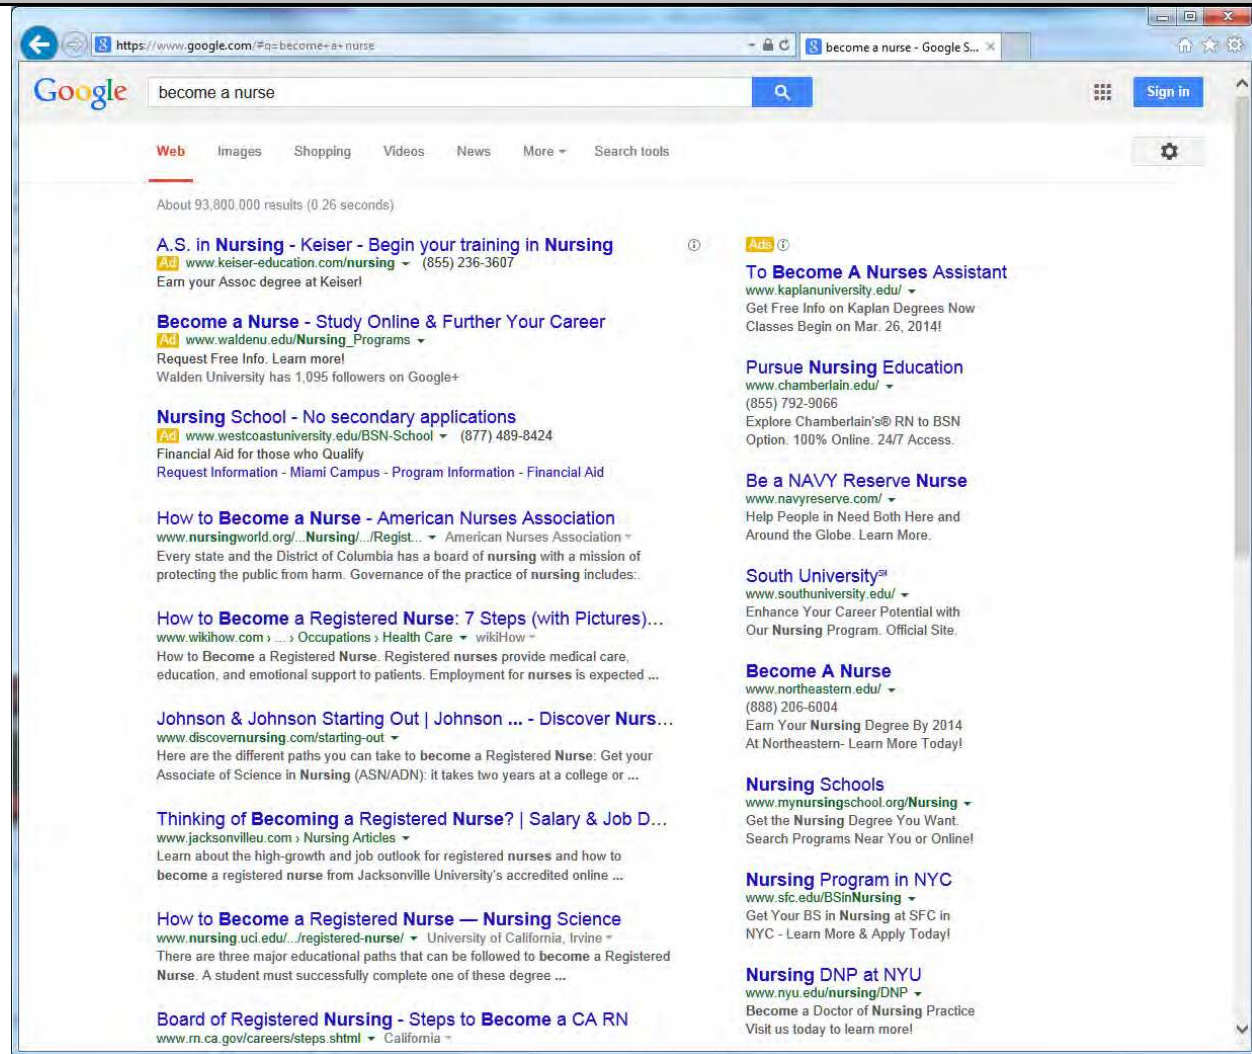 https://www.google.com/#q=become+a+nurse
become a nurse - Google S...
Google
become a nurse
Sign in
Web Images Shopping Videos News More Search tools
About 93,800,000 results (0.26 seconds)
A.S. in Nursing - Keiser - Begin your training in Nursing
Ad www.keiser-education.com/nursing (855) 236-3607
Earn your Assoc degree at Keiser!
Become a Nurse - Study Online & Further Your Career
Ad www.waldenu.edu/Nursing_Programs
Request Free Info. Learn more!
Walden University has 1,095 followers on Google+
Nursing School - No secondary applications
Ad www.westcoastuniversity.edu/BSN-School (877) 489-8424
Financial Aid for those who Qualify
Request Information - Miami Campus - Program Information - Financial Aid
How to Become a Nurse - American Nurses Association
www.nursingworld.org/...Nursing/.../Regist... American Nurses Association
Every state and the District of Columbia has a board of nursing with a mission of
protecting the public from harm. Governance of the practice of nursing includes:.
How to Become a Registered Nurse: 7 Steps (with Pictures)...
www.wikihow.com › ... › Occupations › Health Care wikiHow
How to Become a Registered Nurse. Registered nurses provide medical care,
education, and emotional support to patients. Employment for nurses is expected ...
Johnson & Johnson Starting Out | Johnson ... - Discover Nurs...
www.discovernursing.com/starting-out
Here are the different paths you can take to become a Registered Nurse: Get your
Associate of Science in Nursing (ASN/ADN): it takes two years at a college or ...
Thinking of Becoming a Registered Nurse? | Salary & Job D...
www.jacksonvilleu.com › Nursing Articles
Learn about the high-growth and job outlook for registered nurses and how to
become a registered nurse from Jacksonville University's accredited online ...
How to Become a Registered Nurse — Nursing Science
www.nursing.uci.edu/.../registered-nurse/ University of California, Irvine
There are three major educational paths that can be followed to become a Registered
Nurse. A student must successfully complete one of these degree ...
Board of Registered Nursing - Steps to Become a CA RN
www.rn.ca.gov/careers/steps.shtml California
Ads
To Become A Nurses Assistant
www.kaplanuniversity.edu/
Get Free Info on Kaplan Degrees Now
Classes Begin on Mar. 26, 2014!
Pursue Nursing Education
www.chamberlain.edu/
(855) 792-9066
Explore Chamberlain's® RN to BSN
Option. 100% Online. 24/7 Access.
Be a NAVY Reserve Nurse
www.navyreserve.com/
Help People in Need Both Here and
Around the Globe. Learn More.
South University℠
www.southuniversity.edu/
Enhance Your Career Potential with
Our Nursing Program. Official Site.
Become A Nurse
www.northeastern.edu/
(888) 206-6004
Earn Your Nursing Degree By 2014
At Northeastern- Learn More Today!
Nursing Schools
www.mynursingschool.org/Nursing
Get the Nursing Degree You Want.
Search Programs Near You or Online!
Nursing Program in NYC
www.sfc.edu/BSinNursing
Get Your BS in Nursing at SFC in
NYC - Learn More & Apply Today!
Nursing DNP at NYU
www.nyu.edu/nursing/DNP
Become a Doctor of Nursing Practice
Visit us today to learn more!